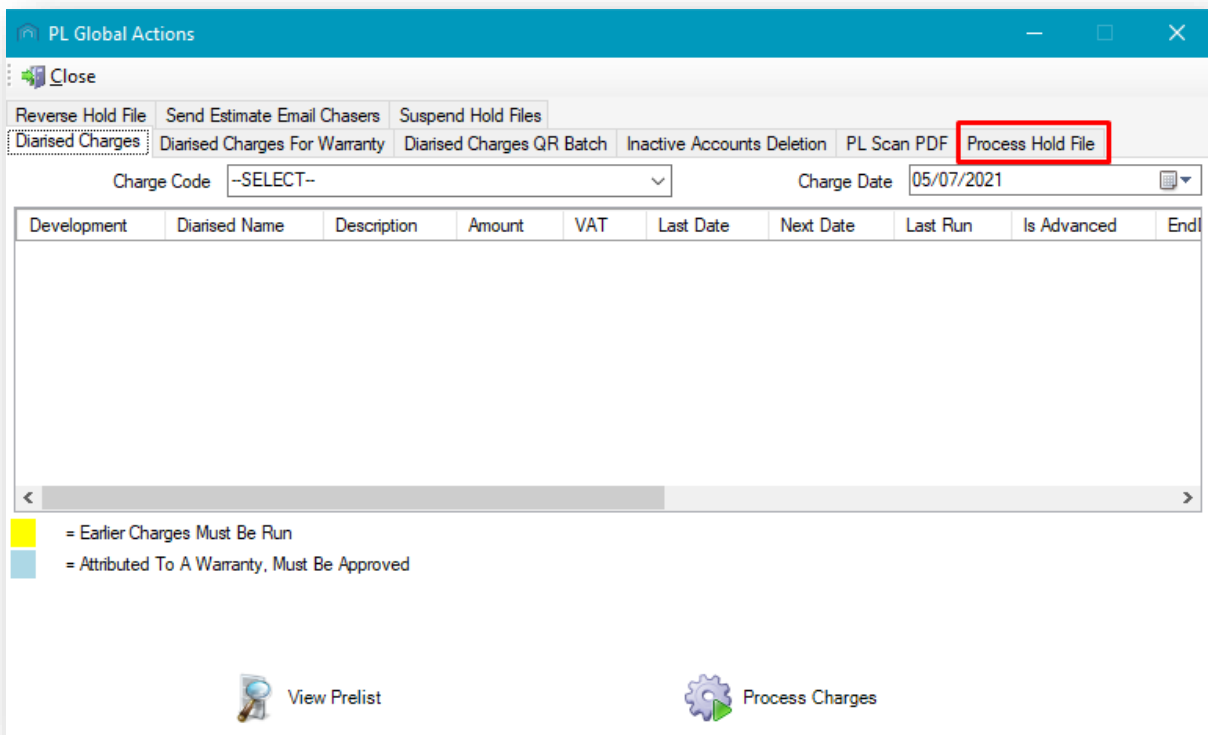 PL Global Actions
Close
Reverse Hold File Send Estimate Email Chasers Suspend Hold Files
Diarised Charges Diarised Charges For Warranty Diarised Charges QR Batch Inactive Accounts Deletion PL Scan PDF Process Hold File
Charge Code --SELECT-- Charge Date 05/07/2021
Development Diarised Name Description Amount VAT Last Date Next Date Last Run Is Advanced
= Earlier Charges Must Be Run
= Attributed To A Warranty, Must Be Approved
View Prelist Process Charges